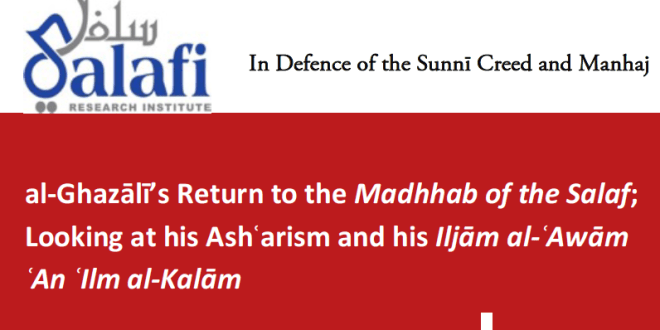 سلفي
Salafi
RESEARCH INSTITUTE
In Defence of the Sunnī Creed and Manhaj
al-Ghazālī’s Return to the Madhhab of the Salaf;
Looking at his Ashʿarism and his Iljām al-ʿAwām
ʿAn ʿIlm al-Kalām